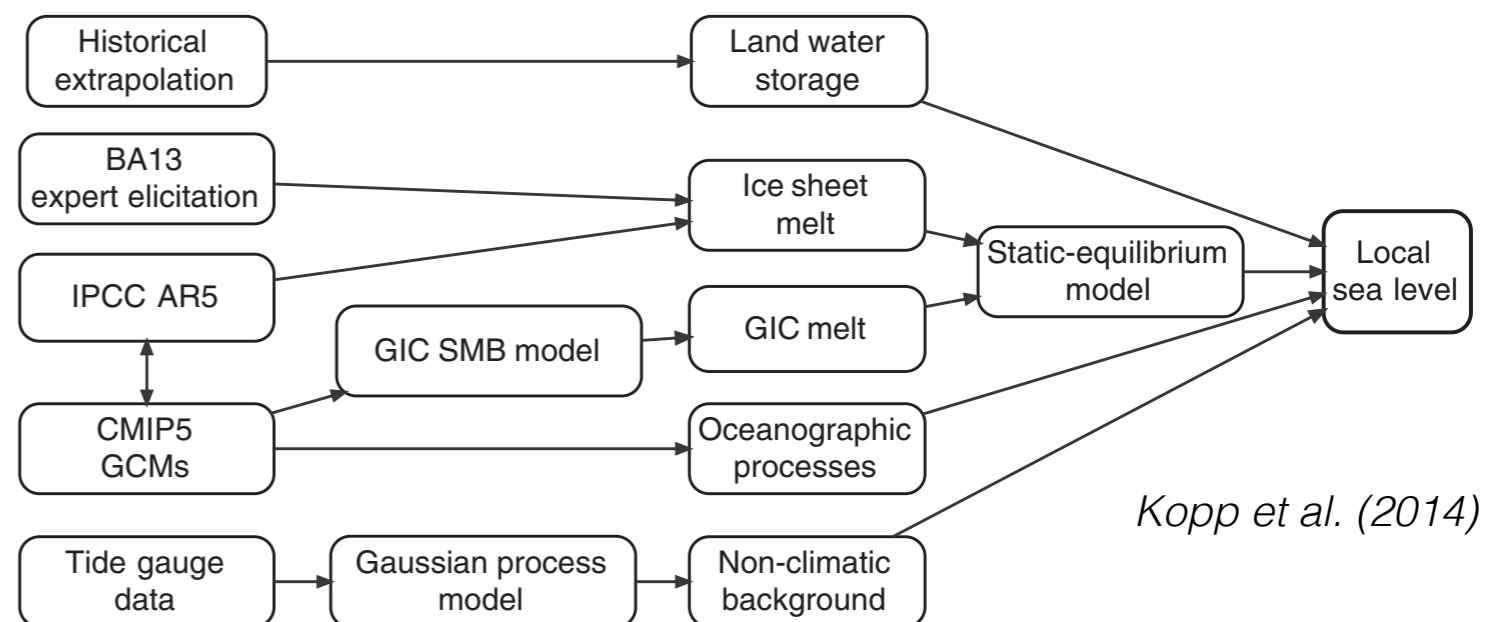 Historical
extrapolation
Land water
storage
BA13
expert elicitation
Ice sheet
melt
IPCC AR5
Static-equilibrium
model
Local
sea level
GIC SMB model
GIC melt
CMIP5
GCMs
Oceanographic
processes
Kopp et al. (2014)
Tide gauge
data
Gaussian process
model
Non-climatic
background